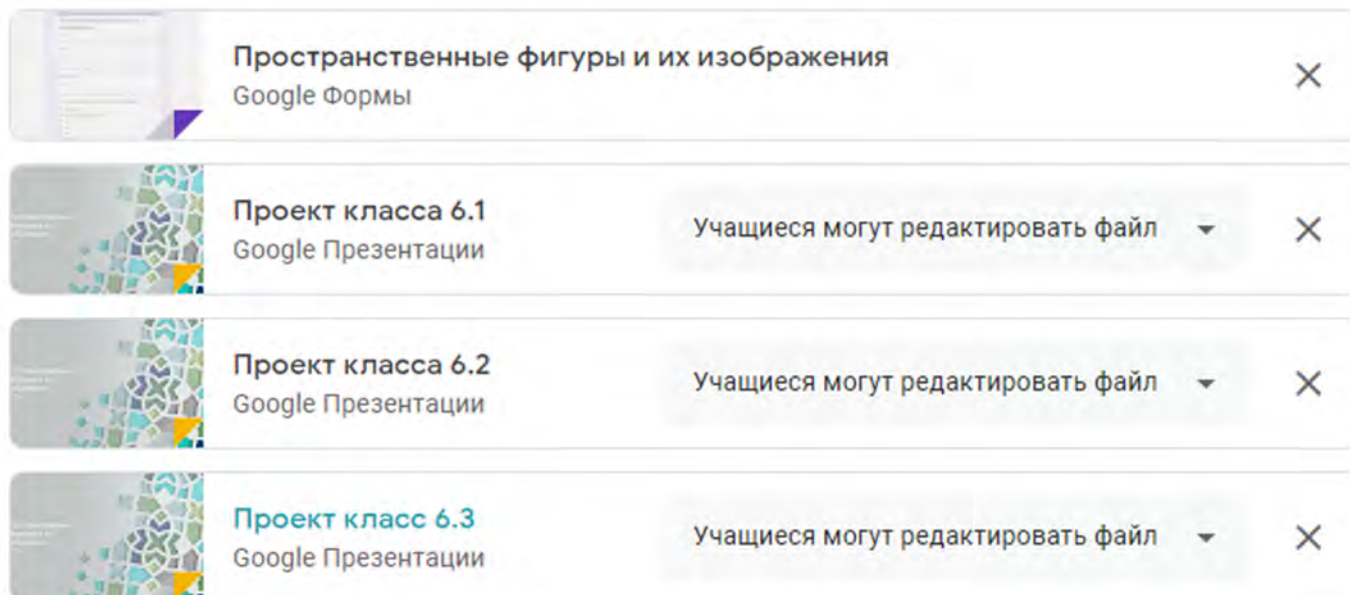 Пространственные фигуры и их изображения
Google Формы
Проект класса 6.1
Google Презентации
Учащиеся могут редактировать файл
Проект класса 6.2
Google Презентации
Учащиеся могут редактировать файл
Проект класс 6.3
Google Презентации
Учащиеся могут редактировать файл